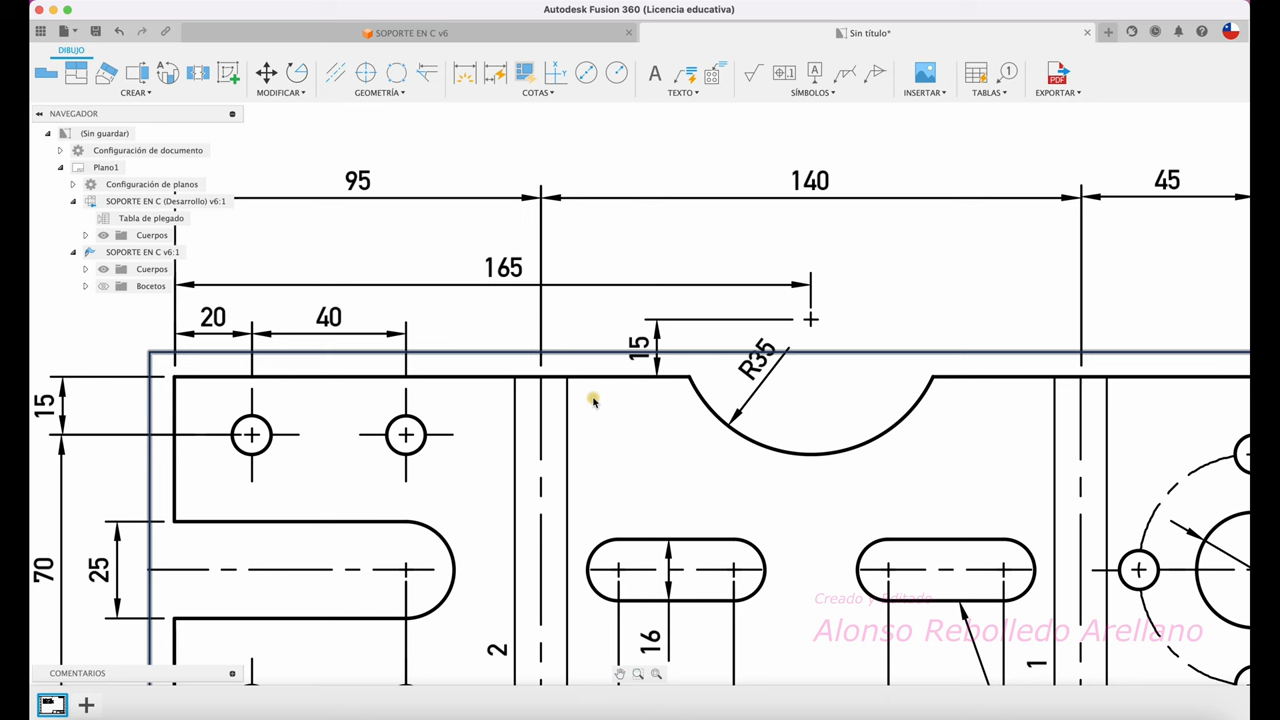 Autodesk Fusion 360 (Licencia educativa)
SOPORTE EN C v6
Sin título*
DIBUJO
CREAR
MODIFICAR
GEOMETRÍA
COTAS
TEXTO
SÍMBOLOS
INSERTAR
TABLAS
EXPORTAR
NAVEGADOR
(Sin guardar)
Configuración de documento
Plano1
Configuración de planos
SOPORTE EN C (Desarrollo) v6:1
Tabla de plegado
Cuerpos
SOPORTE EN C v6:1
Cuerpos
Bocetos
95
140
45
165
20
40
15
R35
15
70
25
16
2
1
Creado y Editado
Alonso Rebolledo Arellano
COMENTARIOS